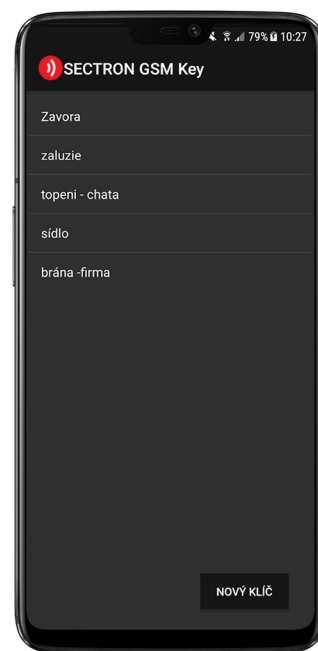 79% 10:27
SECTRON GSM Key
Zavora
zaluzie
topeni - chata
sídlo
brána -firma
NOVÝ KLÍČ